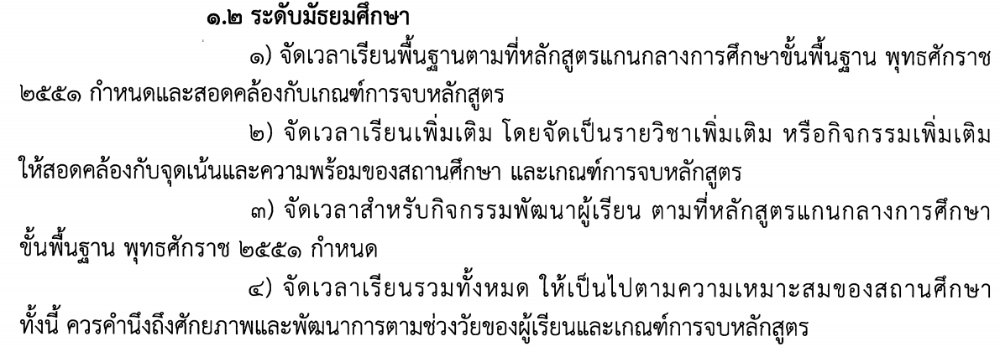 ๑.๒ ระดับมัธยมศึกษา
๑) จัดเวลาเรียนพื้นฐานตามที่หลักสูตรแกนกลางการศึกษาขั้นพื้นฐาน พุทธศักราช
๒๕๕๑ กำหนดและสอดคล้องกับเกณฑ์การจบหลักสูตร
๒) จัดเวลาเรียนเพิ่มเติม โดยจัดเป็นรายวิชาเพิ่มเติม หรือกิจกรรมเพิ่มเติม
ให้สอดคล้องกับจุดเน้นและความพร้อมของสถานศึกษา และเกณฑ์การจบหลักสูตร
๓) จัดเวลาสำหรับกิจกรรมพัฒนาผู้เรียน ตามที่หลักสูตรแกนกลางการศึกษา
ขั้นพื้นฐาน พุทธศักราช ๒๕๕๑ กำหนด
๔) จัดเวลาเรียนรวมทั้งหมด ให้เป็นไปตามความเหมาะสมของสถานศึกษา
ทั้งนี้ ควรคำนึงถึงศักยภาพและพัฒนาการตามช่วงวัยของผู้เรียนและเกณฑ์การจบหลักสูตร